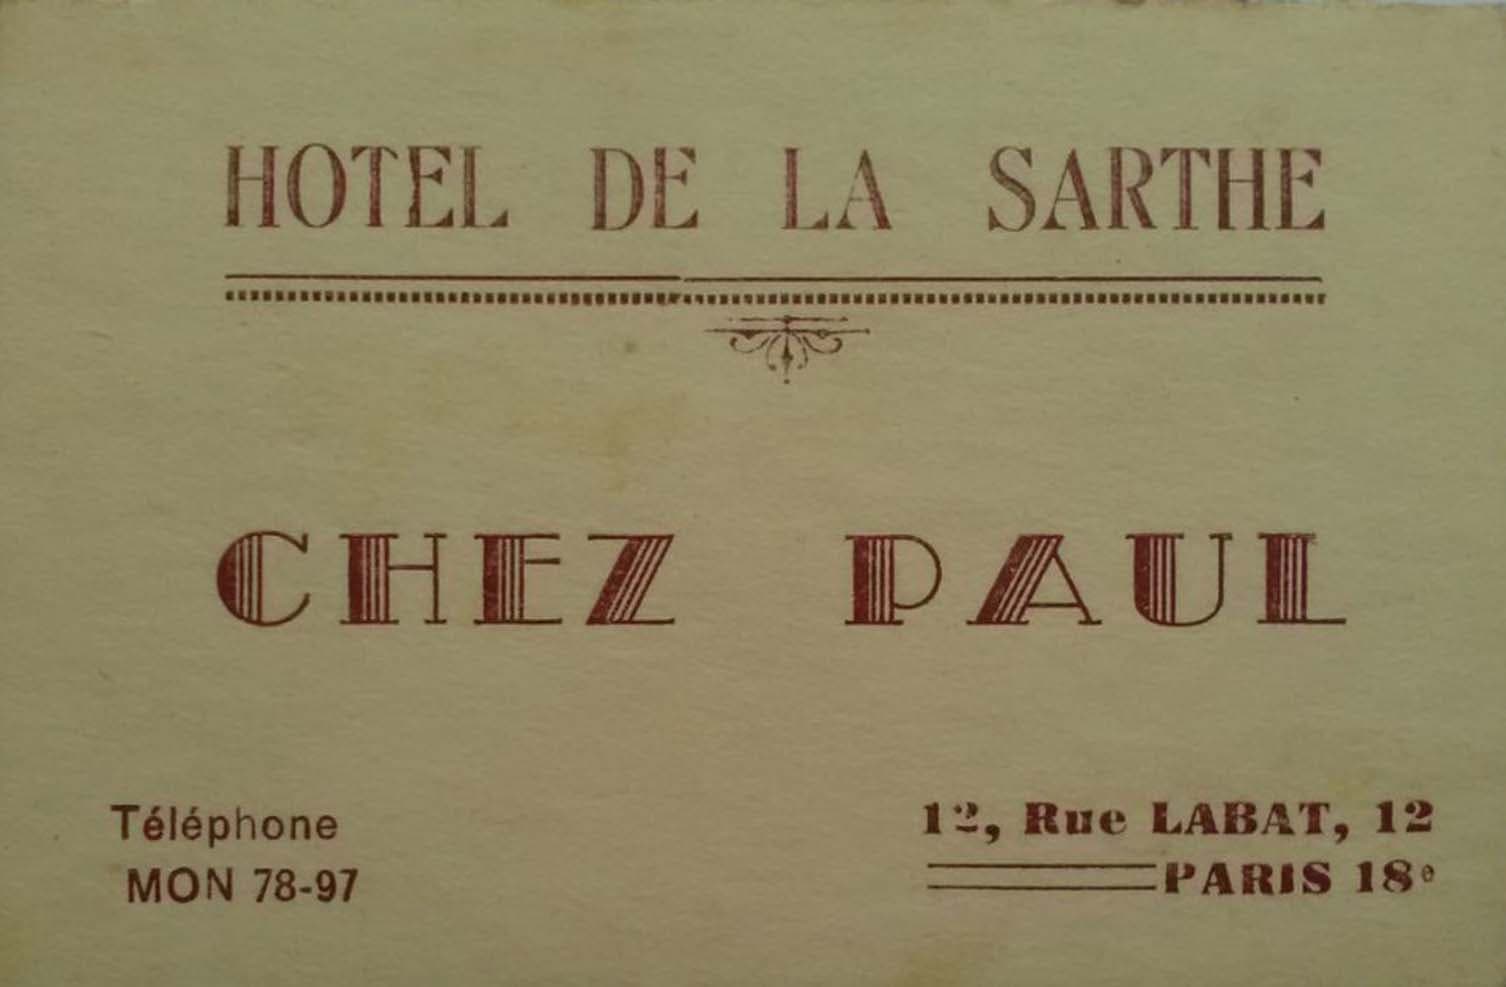 HOTEL DE LA SARTHE
CHEZ PAUL
Téléphone
MON 78-97
12, Rue LABAT, 12
PARIS 18e